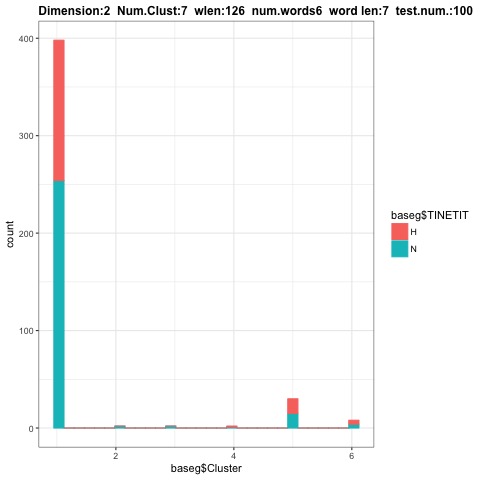 Dimension:2 Num.Clust:7 wlen:126 num.words6 word len:7 test.num.:100
400
300
200
100
0
count
2 4 6
baseg$Cluster
baseg$TINETIT
H
N